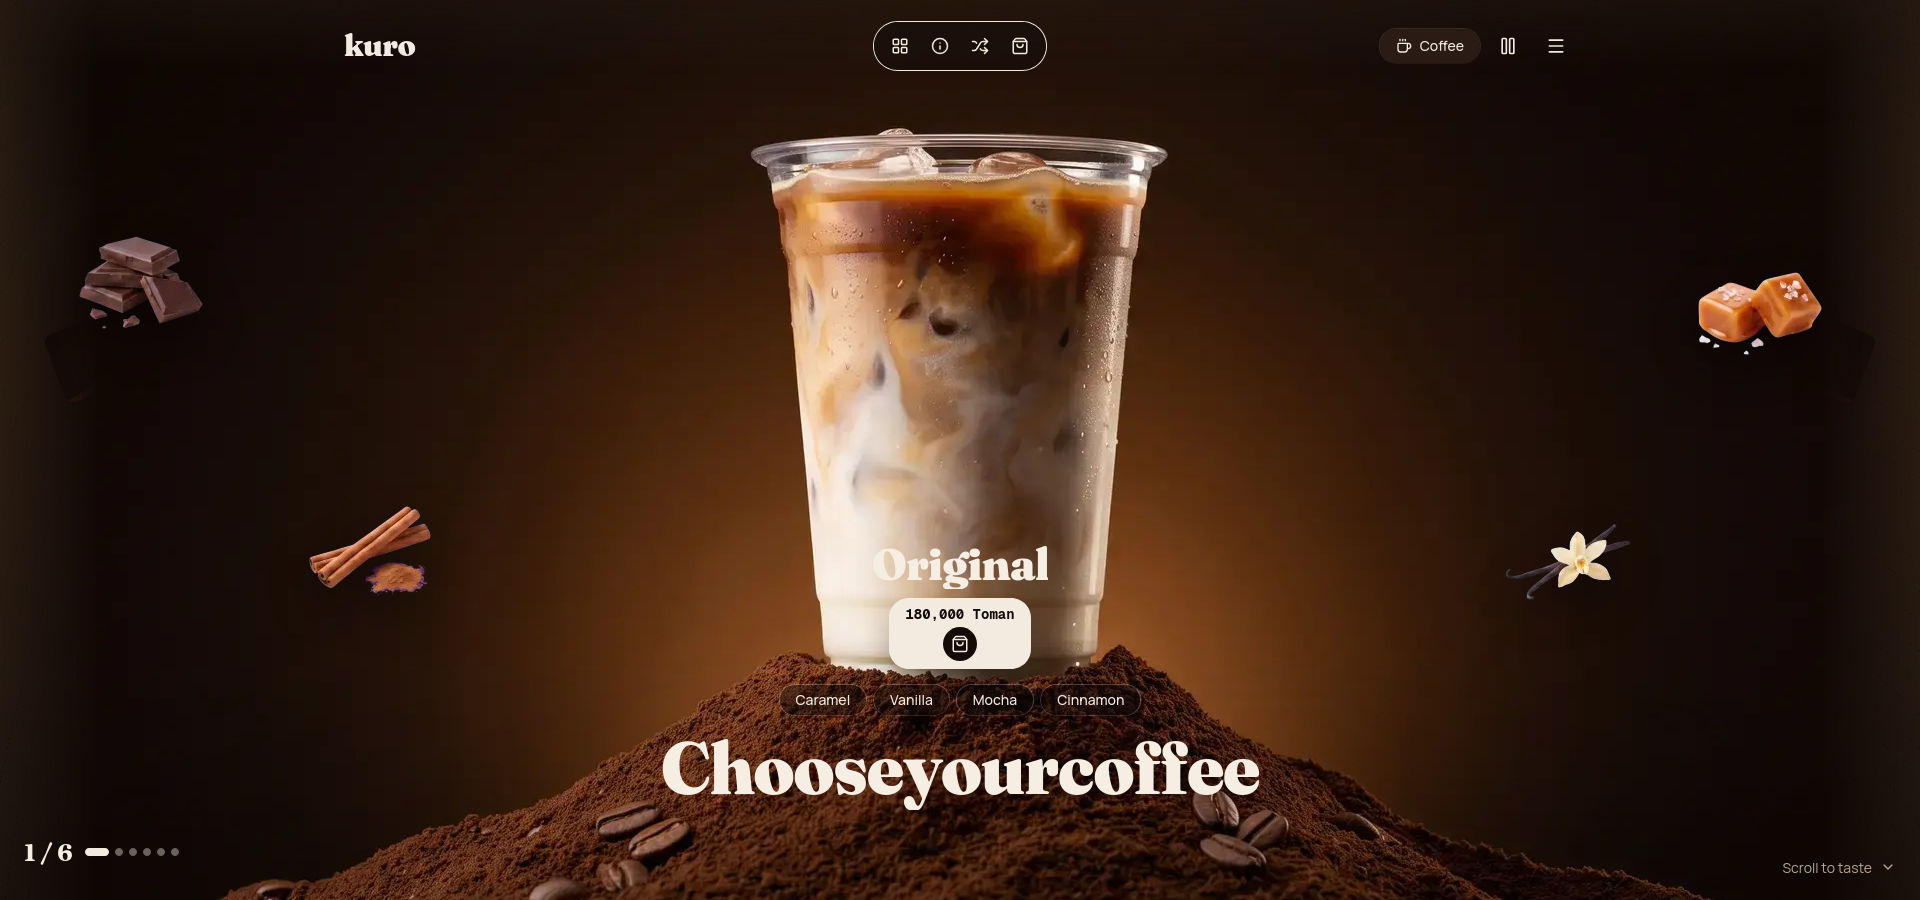 kuro
Coffee
Original
180,000 Toman
Caramel
Vanilla
Mocha
Cinnamon
Chooseyourcoffee
1/6
Scroll to taste